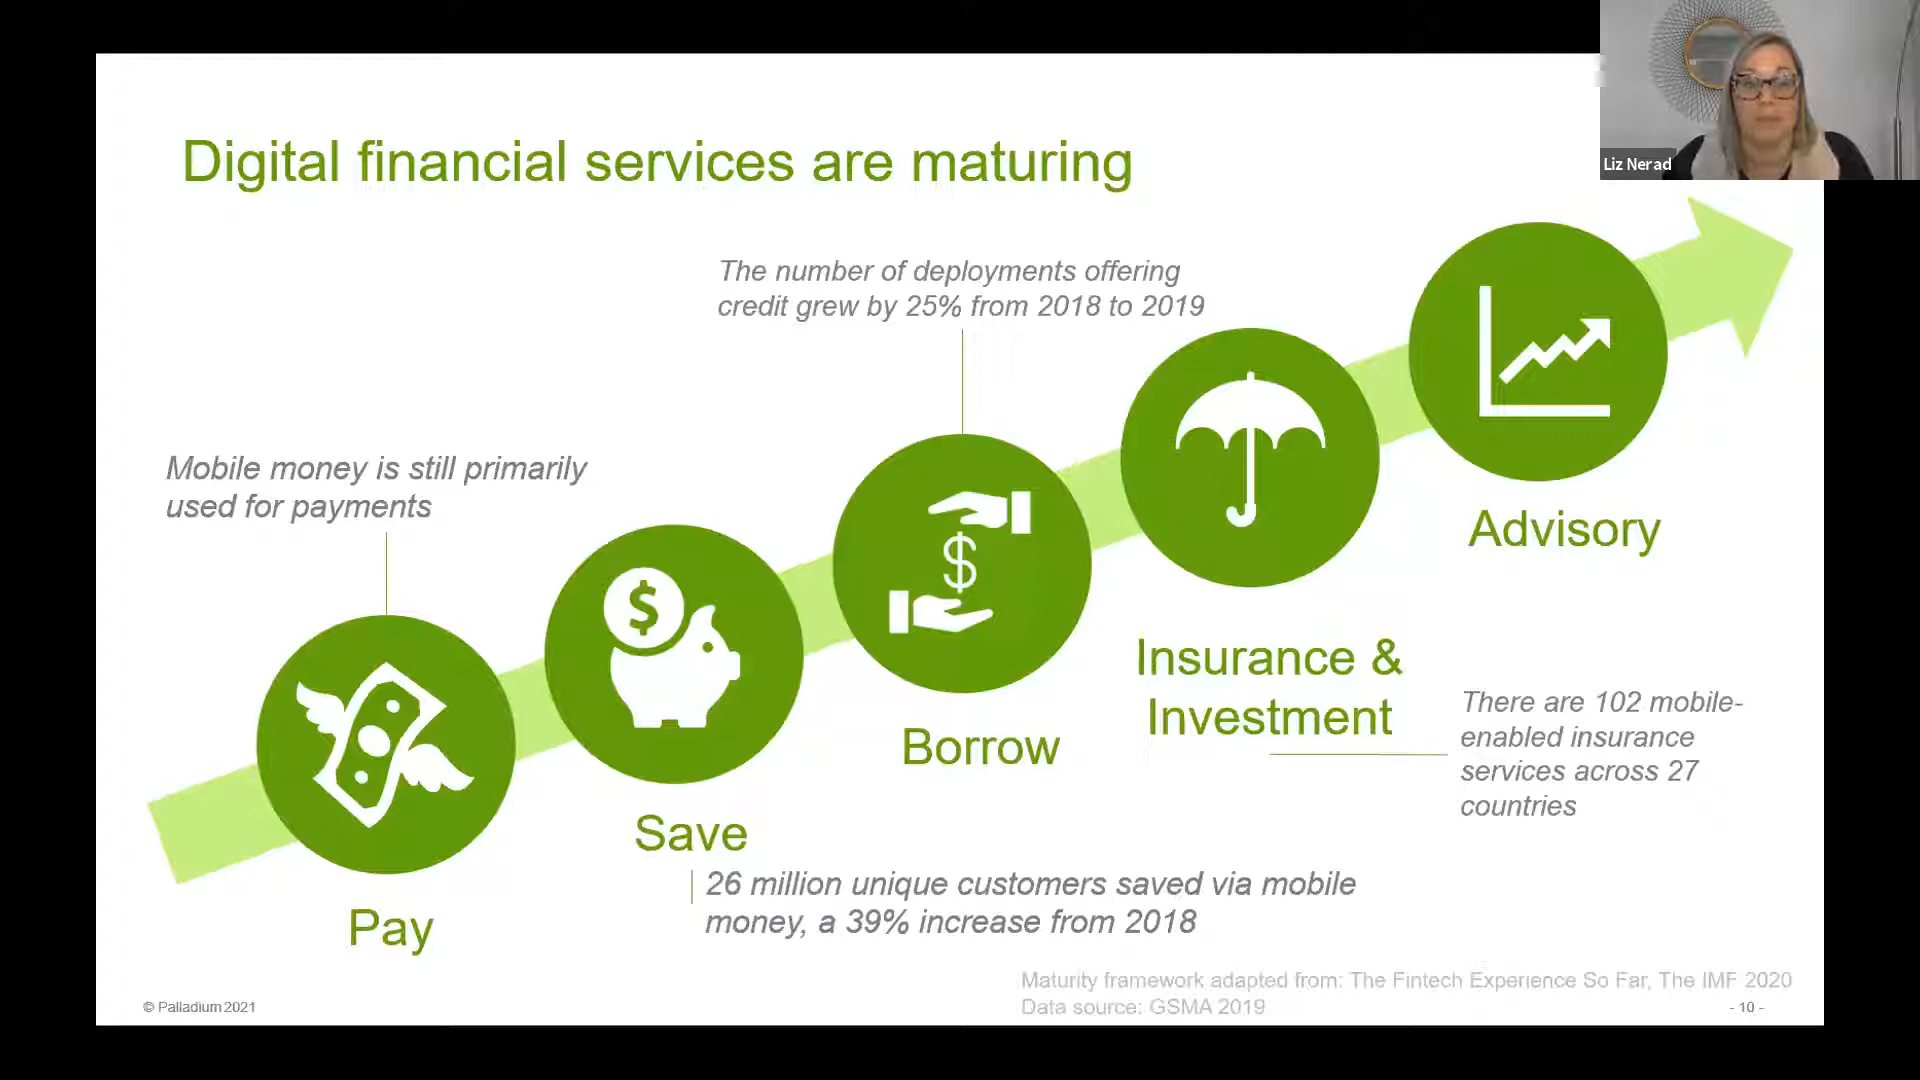 Liz Nerad
Digital financial services are maturing
The number of deployments offering
credit grew by 25% from 2018 to 2019
Mobile money is still primarily
used for payments
Advisory
Insurance &
Investment
There are 102 mobile-
enabled insurance
services across 27
countries
Borrow
Save
26 million unique customers saved via mobile
money, a 39% increase from 2018
Pay
Maturity framework adapted from: The Fintech Experience So Far, The IMF 2020
Data source: GSMA 2019
© Palladium 2021
- 10 -